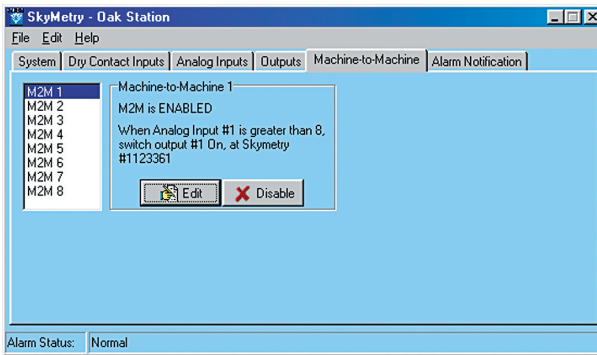 SkyMetry - Oak Station
File Edit Help
System Dry Contact Inputs Analog Inputs Outputs Machine-to-Machine Alarm Notification
M2M 1
M2M 2
M2M 3
M2M 4
M2M 5
M2M 6
M2M 7
M2M 8
Machine-to-Machine 1
M2M is ENABLED
When Analog Input #1 is greater than 8,
switch output #1 On, at Skymetry
#1123361
Edit Disable
Alarm Status: Normal